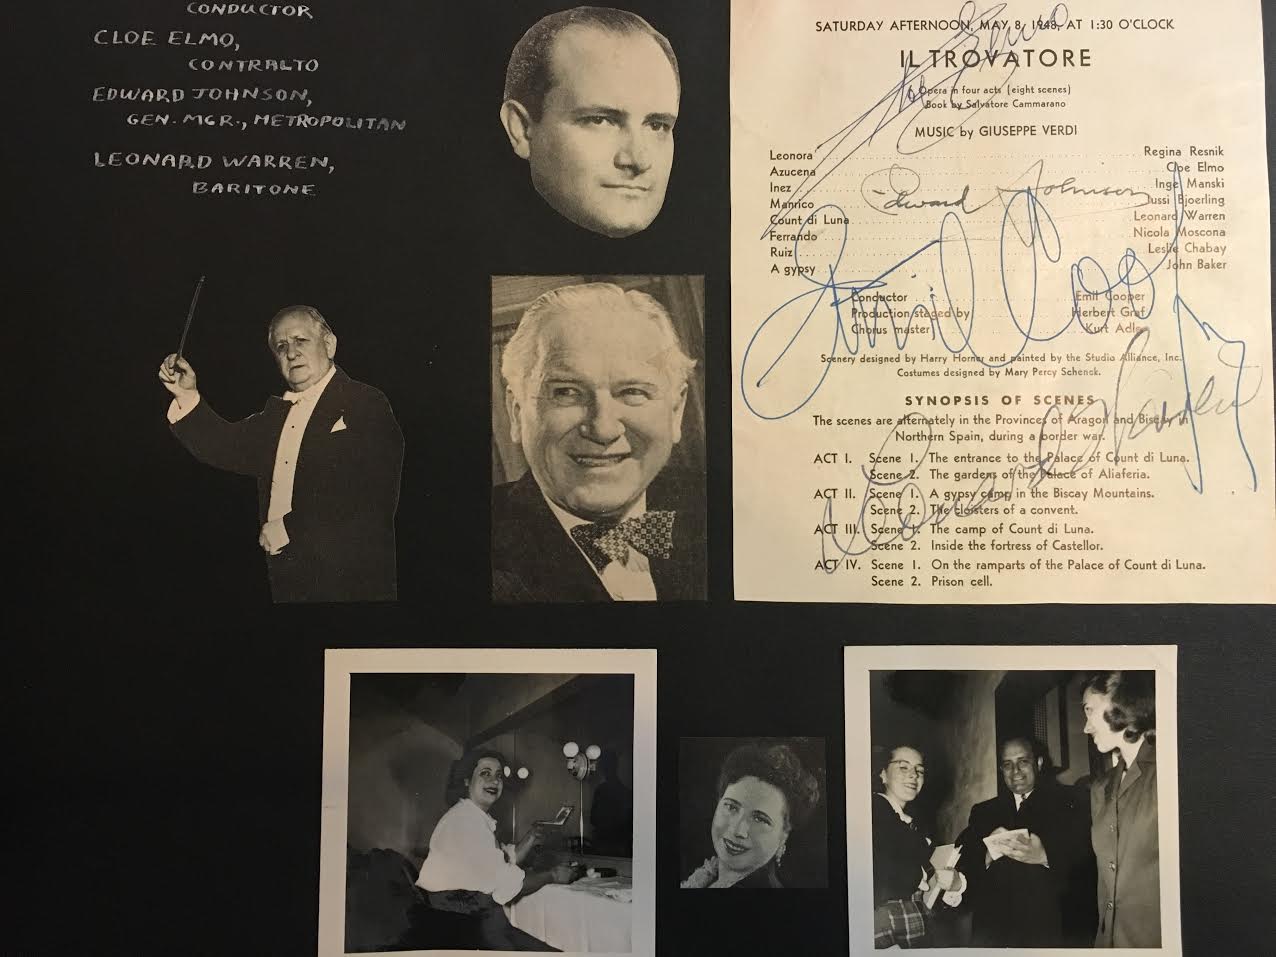 CONDUCTOR
CLOE ELMO,
CONTRALTO
EDWARD JOHNSON,
GEN. MGR., METROPOLITAN
LEONARD WARREN,
BARITONE
SATURDAY AFTERNOON, MAY 8, 1948, AT 1:30 O'CLOCK
IL TROVATORE
Opera in four acts (eight scenes)
Book by Salvatore Cammarano
MUSIC by GIUSEPPE VERDI
Leonora Regina Resnik
Azucena Cloe Elmo
Inez Inge Manski
Manrico Jussi Bjoerling
Count di Luna Leonard Warren
Ferrando Nicola Moscona
Ruiz Leslie Chabay
A gypsy John Baker
Cloe Elmo
Edward Johnson
Emil Cooper
Conductor Emil Cooper
Production staged by Herbert Graf
Chorus master Kurt Adler
Scenery designed by Harry Horner and painted by the Studio Alliance, Inc.
Costumes designed by Mary Percy Schenck.
SYNOPSIS OF SCENES
The scenes are alternately in the Provinces of Aragon and Biscay in
Northern Spain, during a border war.
Leonard Warren
ACT I. Scene 1. The entrance to the Palace of Count di Luna.
Scene 2. The gardens of the Palace of Aliaferia.
ACT II. Scene 1. A gypsy camp in the Biscay Mountains.
Scene 2. The cloisters of a convent.
ACT III. Scene 1. The camp of Count di Luna.
Scene 2. Inside the fortress of Castellor.
ACT IV. Scene 1. On the ramparts of the Palace of Count di Luna.
Scene 2. Prison cell.